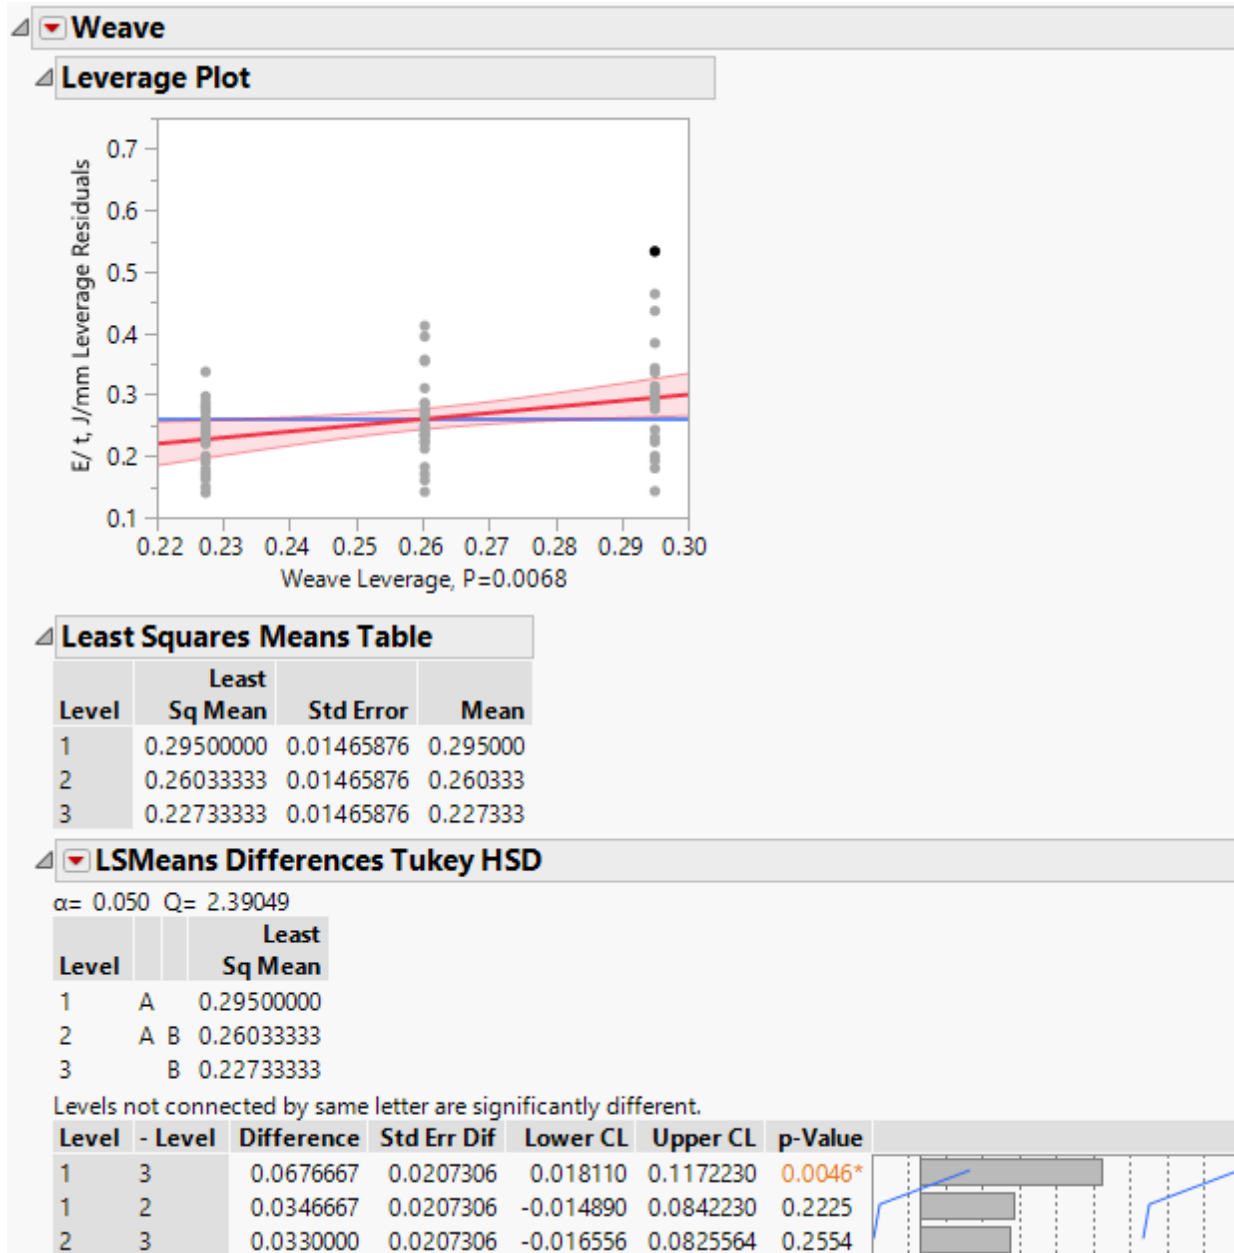 Weave
Leverage Plot
E/ t, J/mm Leverage Residuals
0.7
0.6
0.5
0.4
0.3
0.2
0.1
0.22 0.23 0.24 0.25 0.26 0.27 0.28 0.29 0.30
Weave Leverage, P=0.0068
Least Squares Means Table
Least
Level Sq Mean Std Error Mean
1 0.29500000 0.01465876 0.295000
2 0.26033333 0.01465876 0.260333
3 0.22733333 0.01465876 0.227333
LSMeans Differences Tukey HSD
α= 0.050 Q= 2.39049
Least
Level Sq Mean
1 A 0.29500000
2 A B 0.26033333
3 B 0.22733333
Levels not connected by same letter are significantly different.
Level - Level Difference Std Err Dif Lower CL Upper CL p-Value
1 3 0.0676667 0.0207306 0.018110 0.1172230 0.0046*
1 2 0.0346667 0.0207306 -0.014890 0.0842230 0.2225
2 3 0.0330000 0.0207306 -0.016556 0.0825564 0.2554